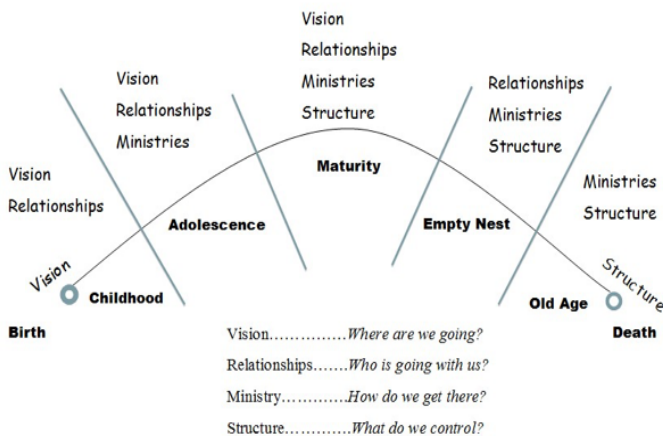 Vision
Relationships
Ministries
Structure
Vision
Relationships
Ministries
Relationships
Ministries
Structure
Vision
Relationships
Ministries
Structure
Maturity
Adolescence
Empty Nest
Vision
Structure
Childhood
Old Age
Birth
Death
Vision……………Where are we going?
Relationships…….Who is going with us?
Ministry………….How do we get there?
Structure………….What do we control?